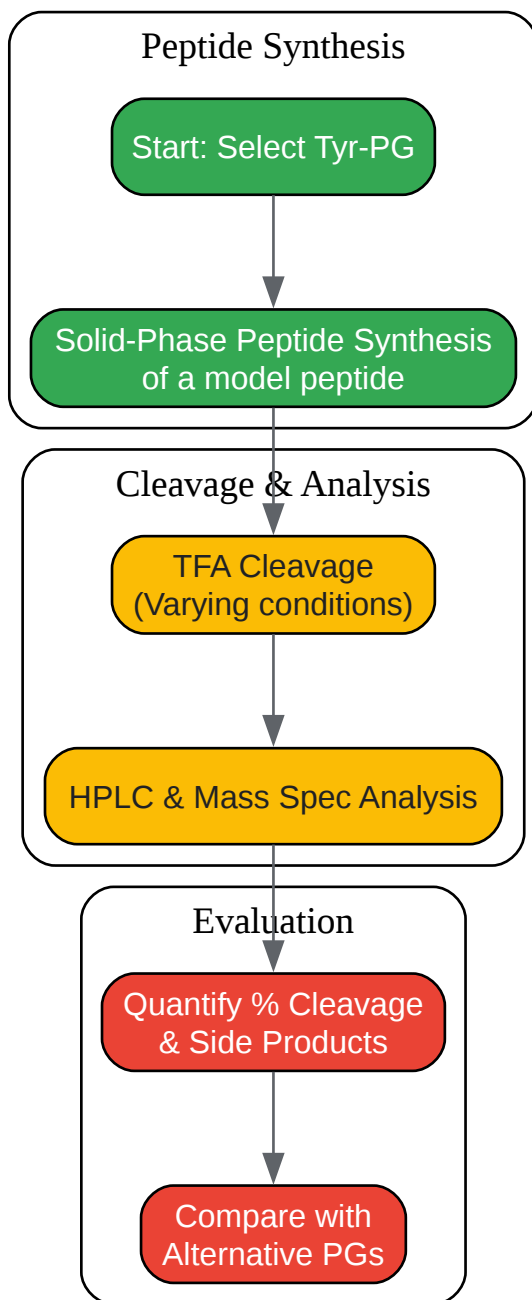 Peptide Synthesis
Start: Select Tyr-PG
Solid-Phase Peptide Synthesis
of a model peptide
Cleavage & Analysis
TFA Cleavage
(Varying conditions)
HPLC & Mass Spec Analysis
Evaluation
Quantify % Cleavage
& Side Products
Compare with
Alternative PGs